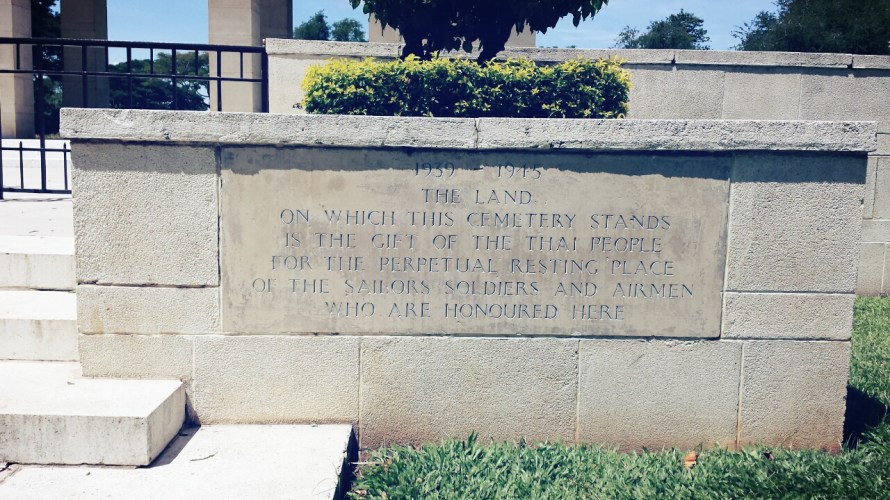 1939 - 1945
THE LAND
ON WHICH THIS CEMETERY STANDS
IS THE GIFT OF THE THAI PEOPLE
FOR THE PERPETUAL RESTING PLACE
OF THE SAILORS SOLDIERS AND AIRMEN
WHO ARE HONOURED HERE